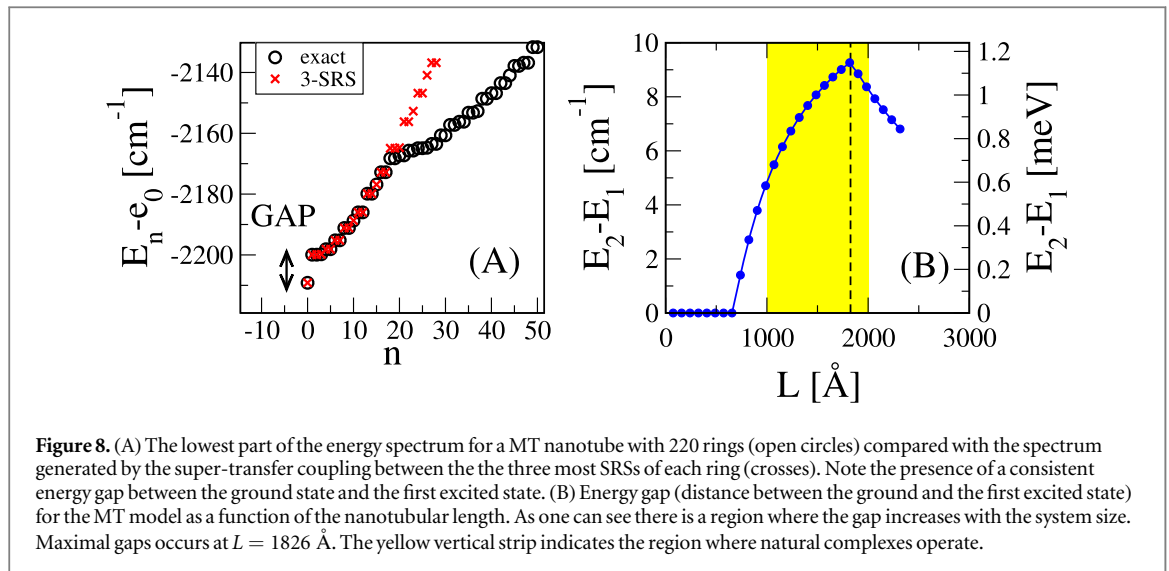 exact
3-SRS
-2140
-2160
-2180
-2200
E_n-e_0 [cm^-1]
GAP
(A)
-10 0 10 20 30 40 50
n
10
8
6
4
2
0
E_2-E_1 [cm^-1]
(B)
1.2
1
0.8
0.6
0.4
0.2
0
E_2-E_1 [meV]
0 1000 2000 3000
L [Å]
Figure 8. (A) The lowest part of the energy spectrum for a MT nanotube with 220 rings (open circles) compared with the spectrum
generated by the super-transfer coupling between the the three most SRSs of each ring (crosses). Note the presence of a consistent
energy gap between the ground state and the first excited state. (B) Energy gap (distance between the ground and the first excited state)
for the MT model as a function of the nanotubular length. As one can see there is a region where the gap increases with the system size.
Maximal gaps occurs at L = 1826 Å. The yellow vertical strip indicates the region where natural complexes operate.